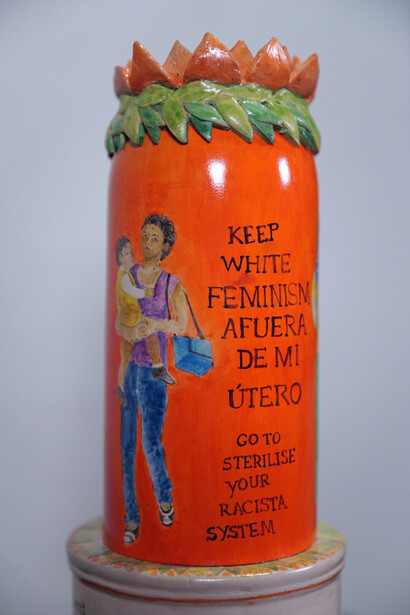 KEEP
WHITE
FEMINISM
AFUERA
DE MI
ÚTERO
GO TO
STERILISE
YOUR
RACISTA
SYSTEM